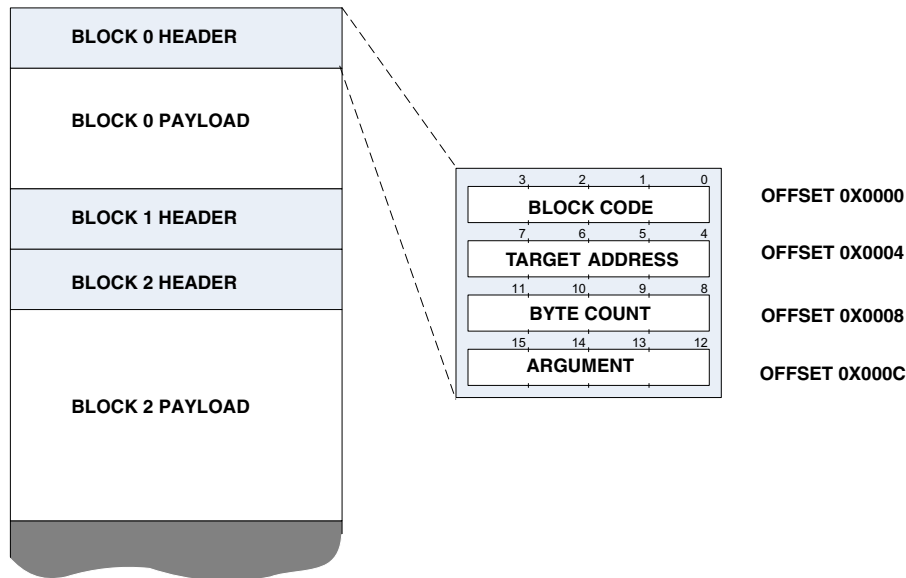 BLOCK 0 HEADER
BLOCK 0 PAYLOAD
BLOCK 1 HEADER
BLOCK 2 HEADER
BLOCK 2 PAYLOAD
3 2 1 0
BLOCK CODE
OFFSET 0X0000
7 6 5 4
TARGET ADDRESS
OFFSET 0X0004
11 10 9 8
BYTE COUNT
OFFSET 0X0008
15 14 13 12
ARGUMENT
OFFSET 0X000C